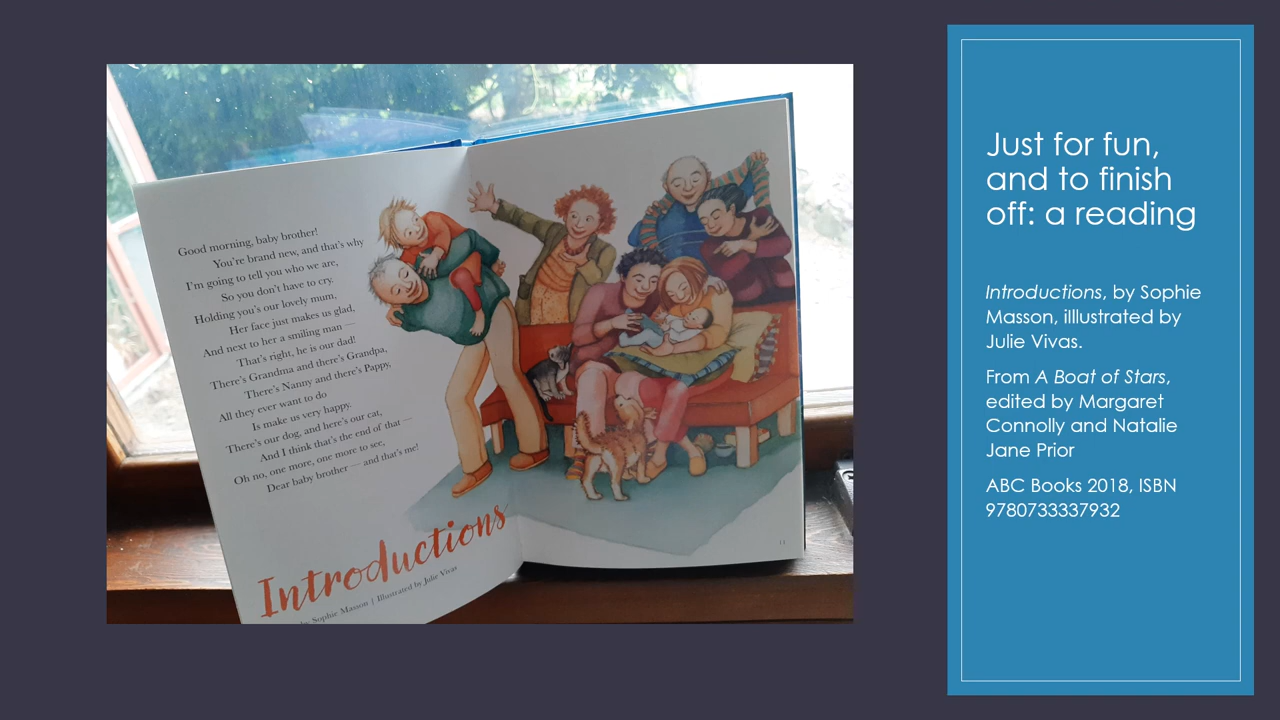 Good morning, baby brother!
You're brand new, and that's why
I'm going to tell you who we are,
So you don't have to cry.
Holding you's our lovely mum,
Her face just makes us glad,
And next to her a smiling man —
That's right, he is our dad!
There's Grandma and there's Grandpa,
There's Nanny and there's Pappy,
All they ever want to do
Is make us very happy.
There's our dog, and here's our cat,
And I think that's the end of that —
Oh no, one more, one more to see,
Dear baby brother — and that's me!
Introductions
by Sophie Masson | Illustrated by Julie Vivas
11
Just for fun,
and to finish
off: a reading
Introductions, by Sophie
Masson, illlustrated by
Julie Vivas.
From A Boat of Stars,
edited by Margaret
Connolly and Natalie
Jane Prior
ABC Books 2018, ISBN
9780733337932